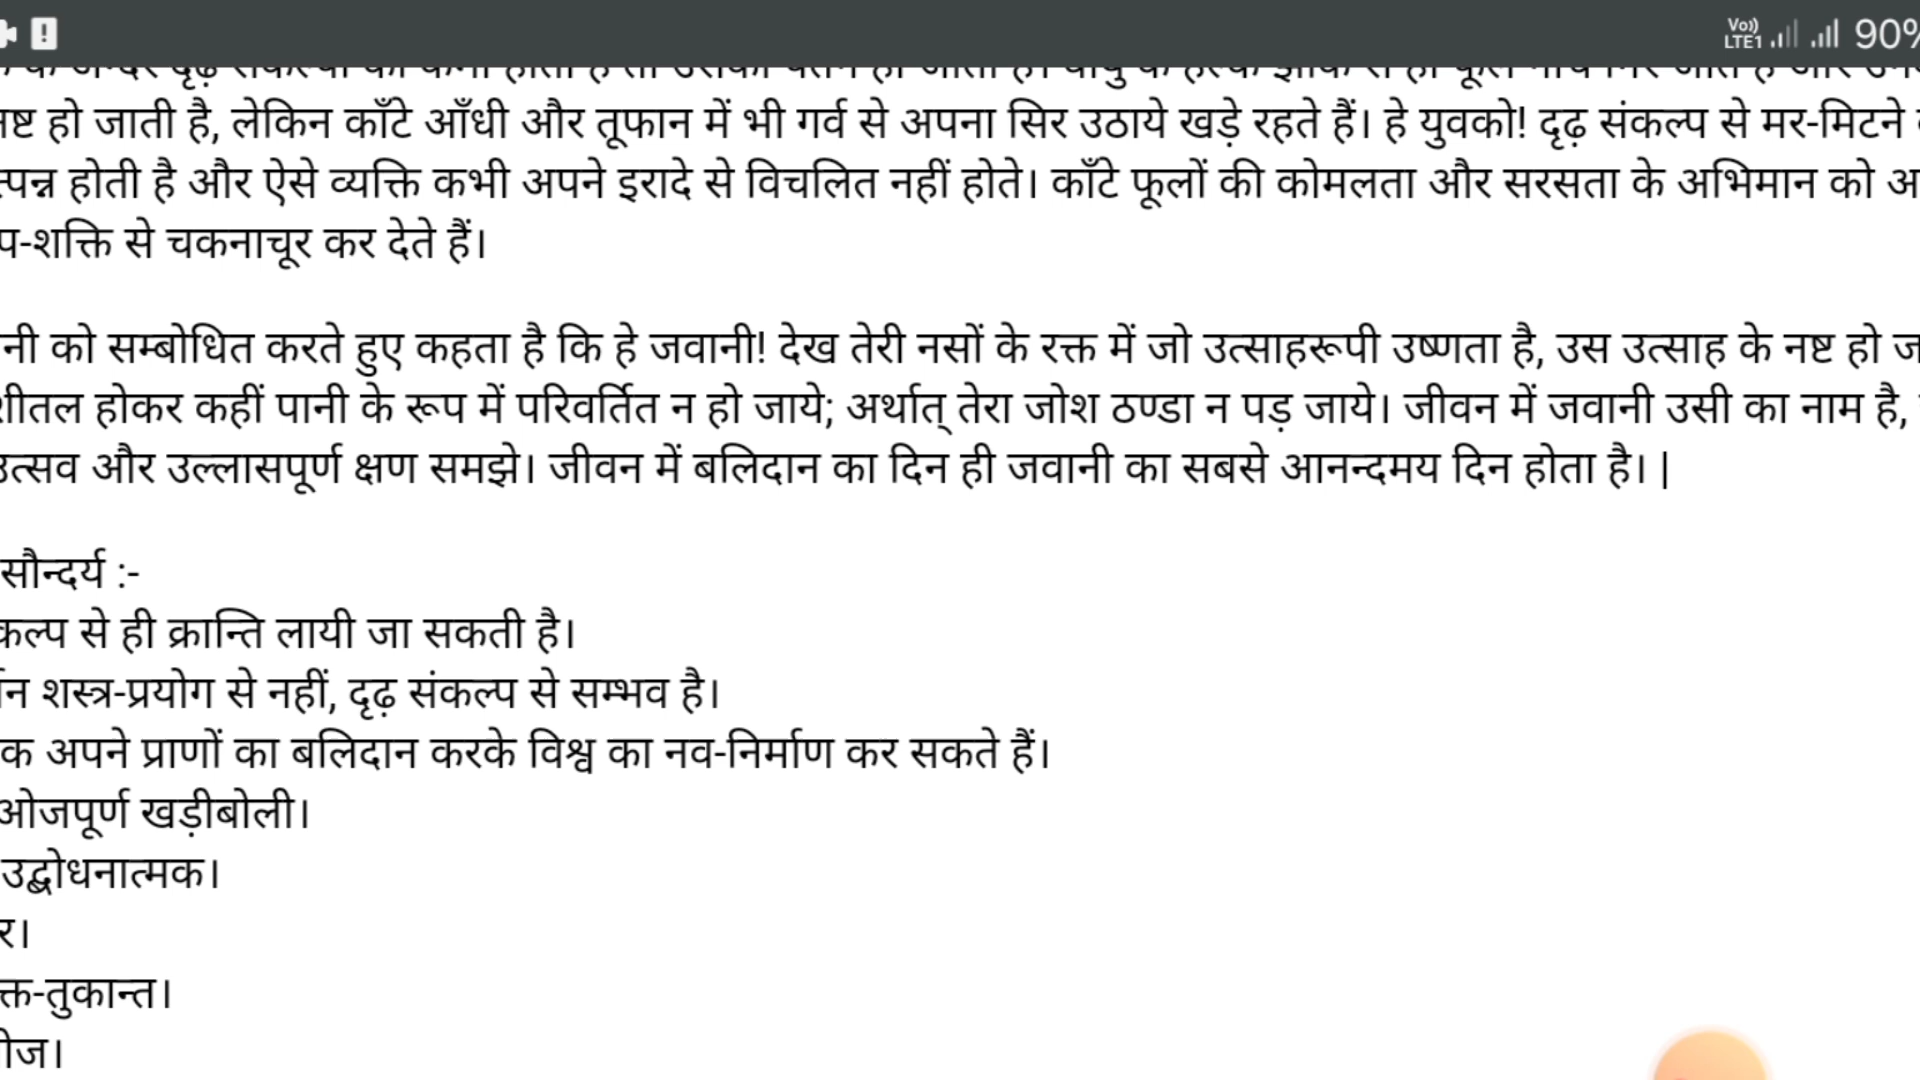 Vo)) LTE1 90%
नष्ट हो जाती है, लेकिन काँटे आँधी और तूफान में भी गर्व से अपना सिर उठाये खड़े रहते हैं। हे युवको! दृढ़ संकल्प से मर-मिटने
होती है और ऐसे व्यक्ति कभी अपने इरादे से विचलित नहीं होते। काँटे फूलों की कोमलता और सरसता के अभिमान को
प-शक्ति से चकनाचूर कर देते हैं।
नी को सम्बोधित करते हुए कहता है कि हे जवानी! देख तेरी नसों के रक्त में जो उत्साहरूपी उष्णता है, उस उत्साह के नष्ट हो
शीतल होकर कहीं पानी के रूप में परिवर्तित न हो जाये; अर्थात् तेरा जोश ठण्डा न पड़ जाये। जीवन में जवानी उसी का नाम है,
उत्सव और उल्लासपूर्ण क्षण समझे। जीवन में बलिदान का दिन ही जवानी का सबसे आनन्दमय दिन होता है। |
सौन्दर्य :-
कल्प से ही क्रान्ति लायी जा सकती है।
न शस्त्र-प्रयोग से नहीं, दृढ़ संकल्प से सम्भव है।
क अपने प्राणों का बलिदान करके विश्व का नव-निर्माण कर सकते हैं।
ओजपूर्ण खड़ीबोली।
उद्बोधनात्मक।
र।
क्त-तुकान्त।
ोज।